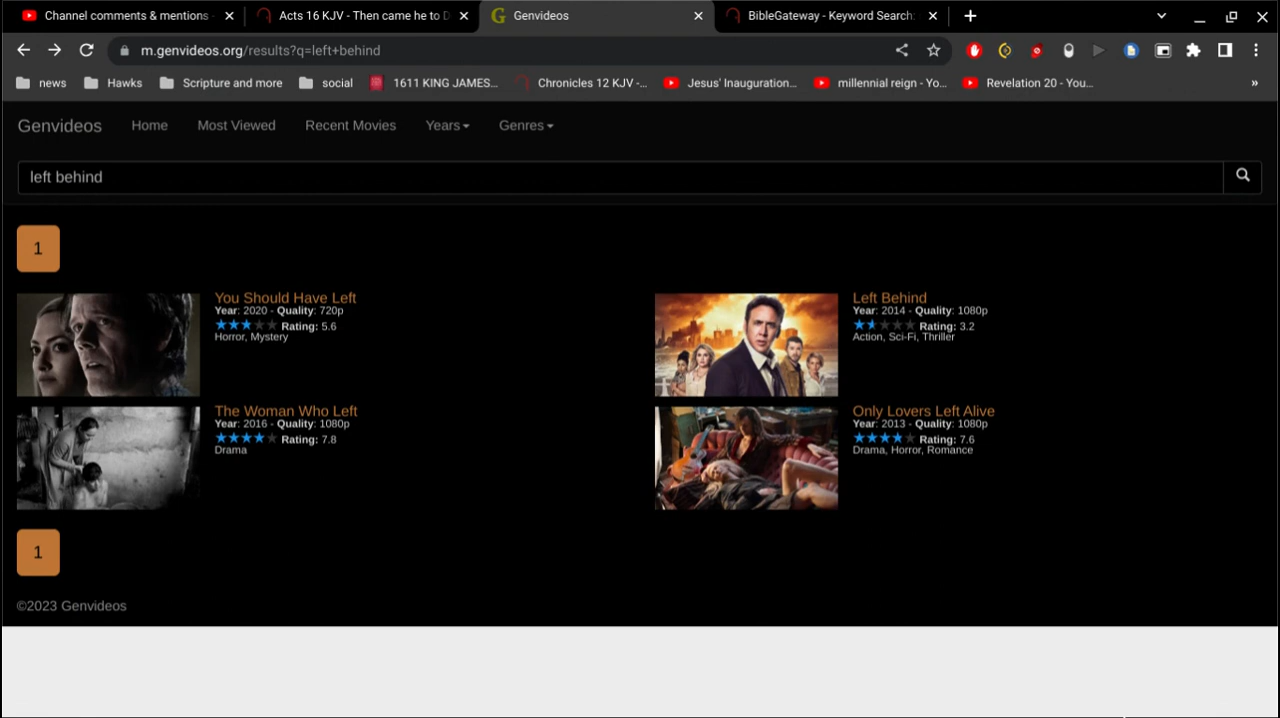 Channel comments & mentions
Acts 16 KJV - Then came he to D
Genvideos
BibleGateway - Keyword Search:
m.genvideos.org/results?q=left+behind
news
Hawks
Scripture and more
social
1611 KING JAMES...
Chronicles 12 KJV -...
Jesus' Inauguration...
millennial reign - Yo...
Revelation 20 - You...
»
Genvideos
Home
Most Viewed
Recent Movies
Years
Genres
left behind
1
You Should Have Left
Year: 2020 - Quality: 720p
Rating: 5.6
Horror, Mystery
Left Behind
Year: 2014 - Quality: 1080p
Rating: 3.2
Action, Sci-Fi, Thriller
The Woman Who Left
Year: 2016 - Quality: 1080p
Rating: 7.8
Drama
Only Lovers Left Alive
Year: 2013 - Quality: 1080p
Rating: 7.6
Drama, Horror, Romance
1
©2023 Genvideos